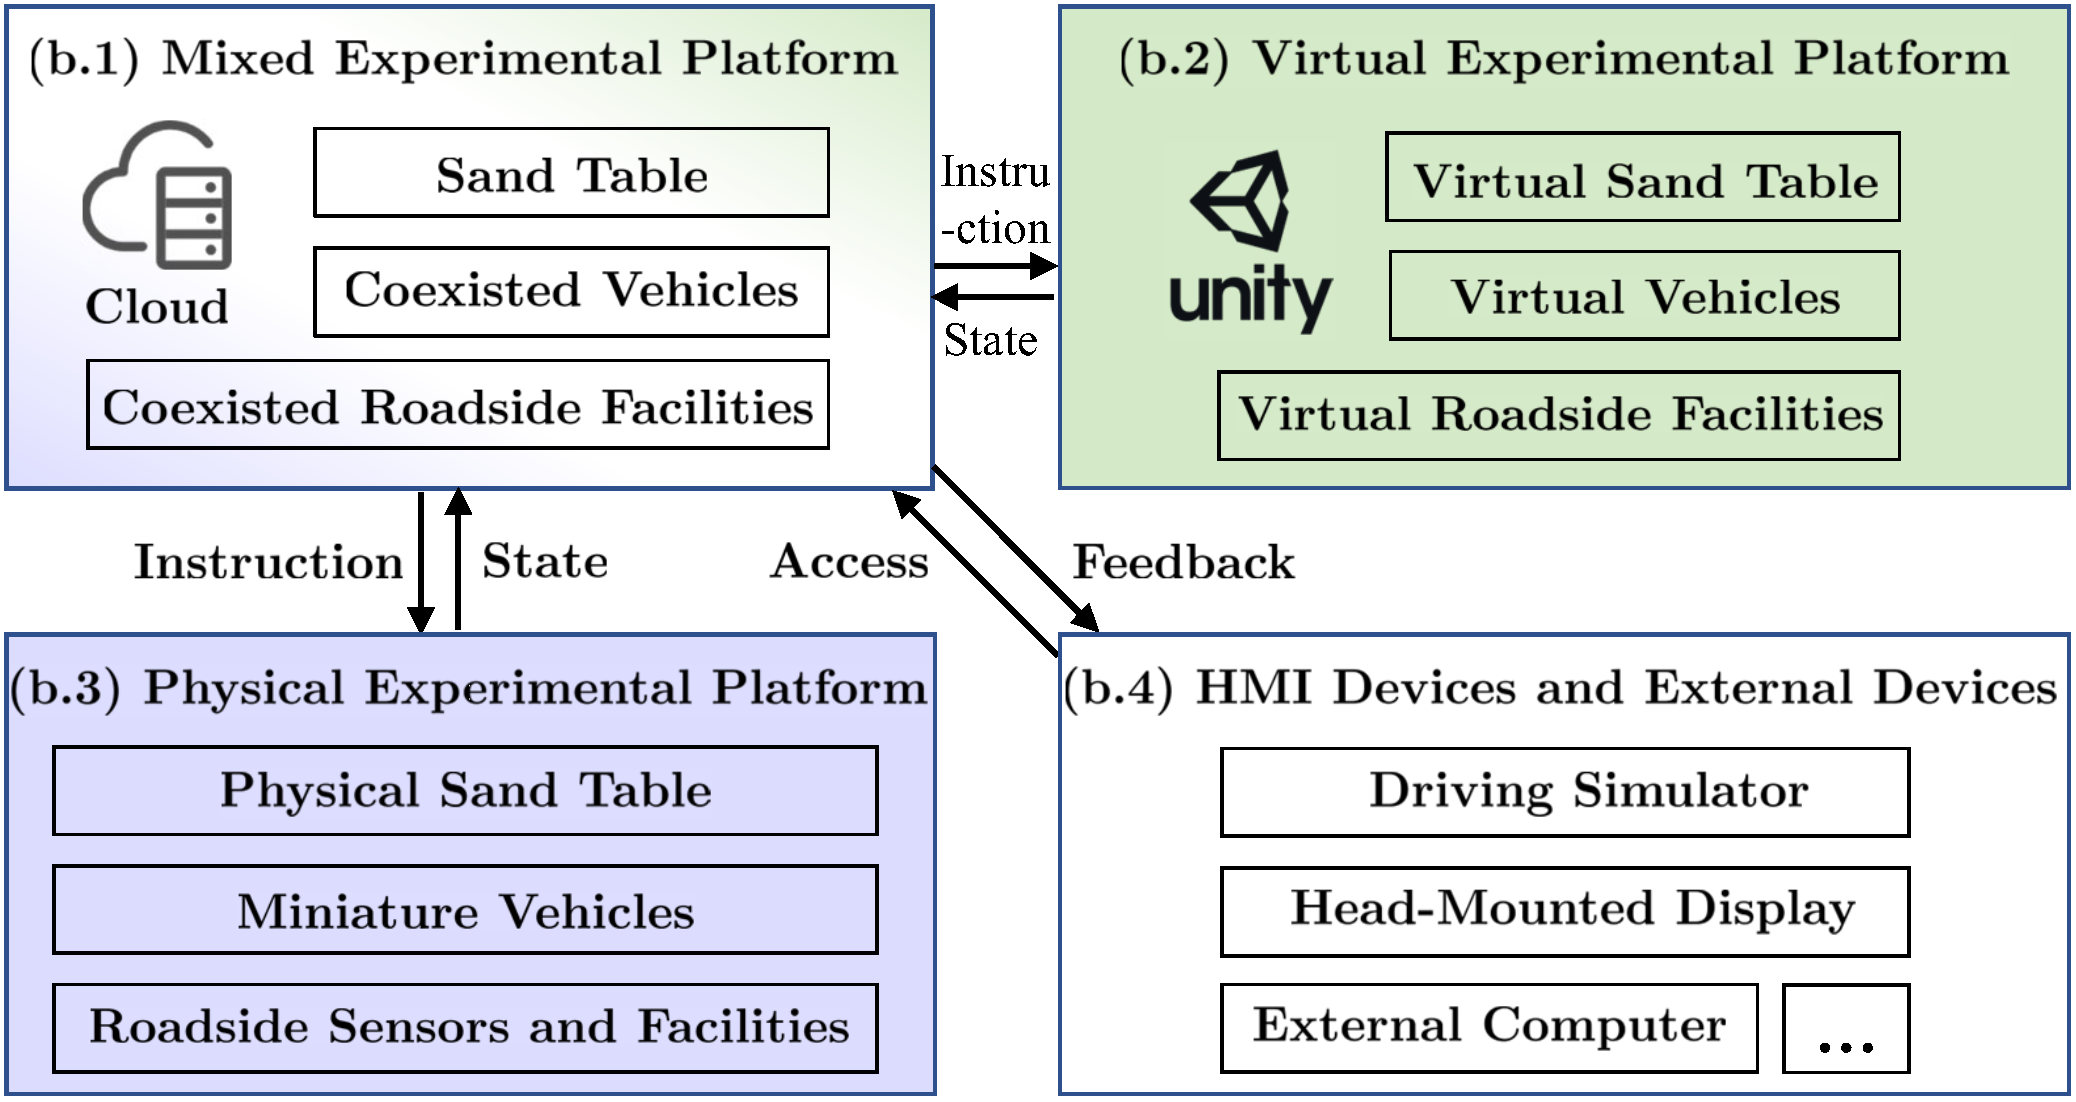 (b.1) Mixed Experimental Platform
Sand Table
Coexisted Vehicles
Cloud
Coexisted Roadside Facilities
Instru
-ction
State
(b.2) Virtual Experimental Platform
Virtual Sand Table
unity
Virtual Vehicles
Virtual Roadside Facilities
Instruction
State
Access
Feedback
(b.3) Physical Experimental Platform
Physical Sand Table
Miniature Vehicles
Roadside Sensors and Facilities
(b.4) HMI Devices and External Devices
Driving Simulator
Head-Mounted Display
External Computer
...